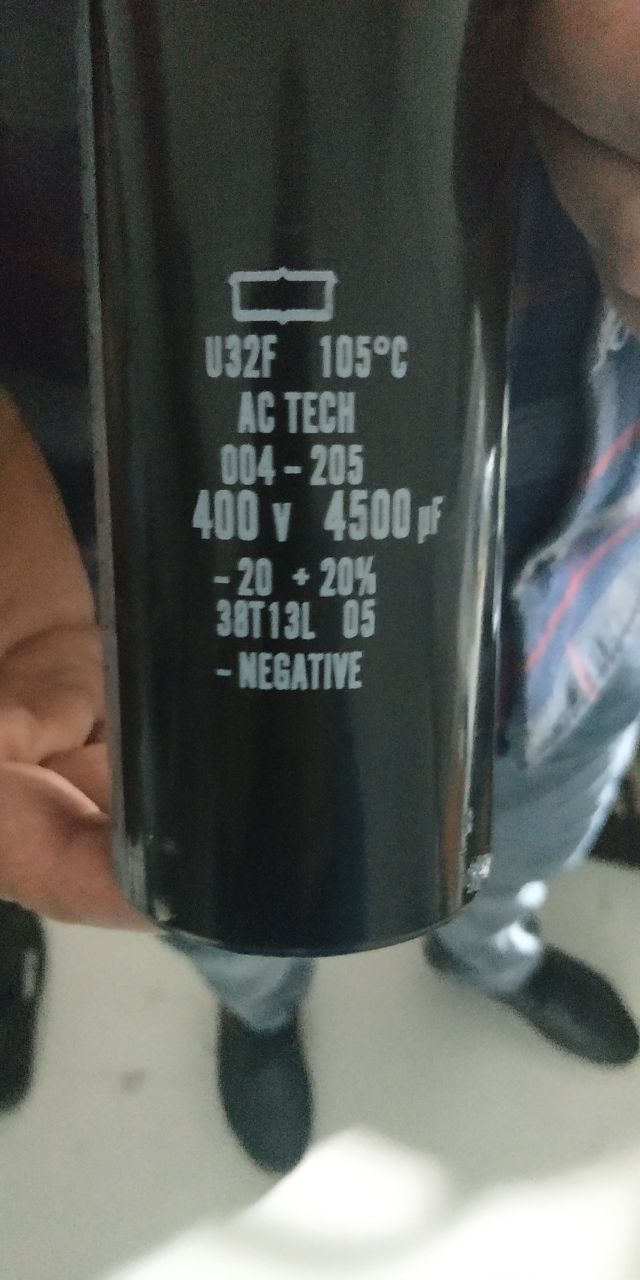 U32F 105°C
AC TECH
004-205
400 V 4500 µF
-20 +20%
38T13L 05
- NEGATIVE